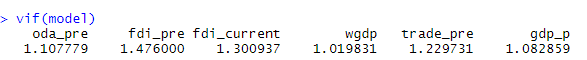 > vif(model)
oda_pre fdi_pre fdi_current wgdp trade_pre gdp_p
1.107779 1.476000 1.300937 1.019831 1.229731 1.082859